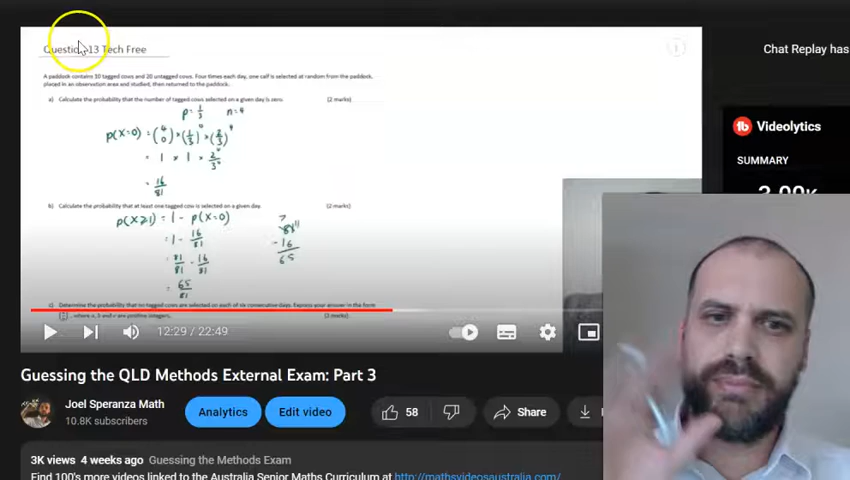 Question 13 Tech Free
A paddock contains 10 tagged cows and 20 untagged cows. Four times each day, one calf is selected at random from the paddock,
placed in an observation area and studied, then returned to the paddock.
a) Calculate the probability that the number of tagged cows selected on a given day is zero. (2 marks)
p = 1/3 n = 4
p(X=0) = (4 0) × (1/3)^0 × (2/3)^4
= 1 × 1 × 2^4/3^4
= 16/81
b) Calculate the probability that at least one tagged cow is selected on a given day. (2 marks)
p(X≥1) = 1 - p(X=0)
= 1 - 16/81
= 81/81 - 16/81
= 65/81
- 16
65
c) Determine the probability that no tagged cows are selected on each of six consecutive days. Express your answer in the form
where a, b and c are positive integers. (2 marks)
12:29 / 22:49
Chat Replay has
Videolytics
SUMMARY
3.00K
Guessing the QLD Methods External Exam: Part 3
Joel Speranza Math
10.8K subscribers
Analytics
Edit video
58
Share
3K views 4 weeks ago Guessing the Methods Exam
Find 100's more videos linked to the Australia Senior Maths Curriculum at http://mathsvideosaustralia.com/